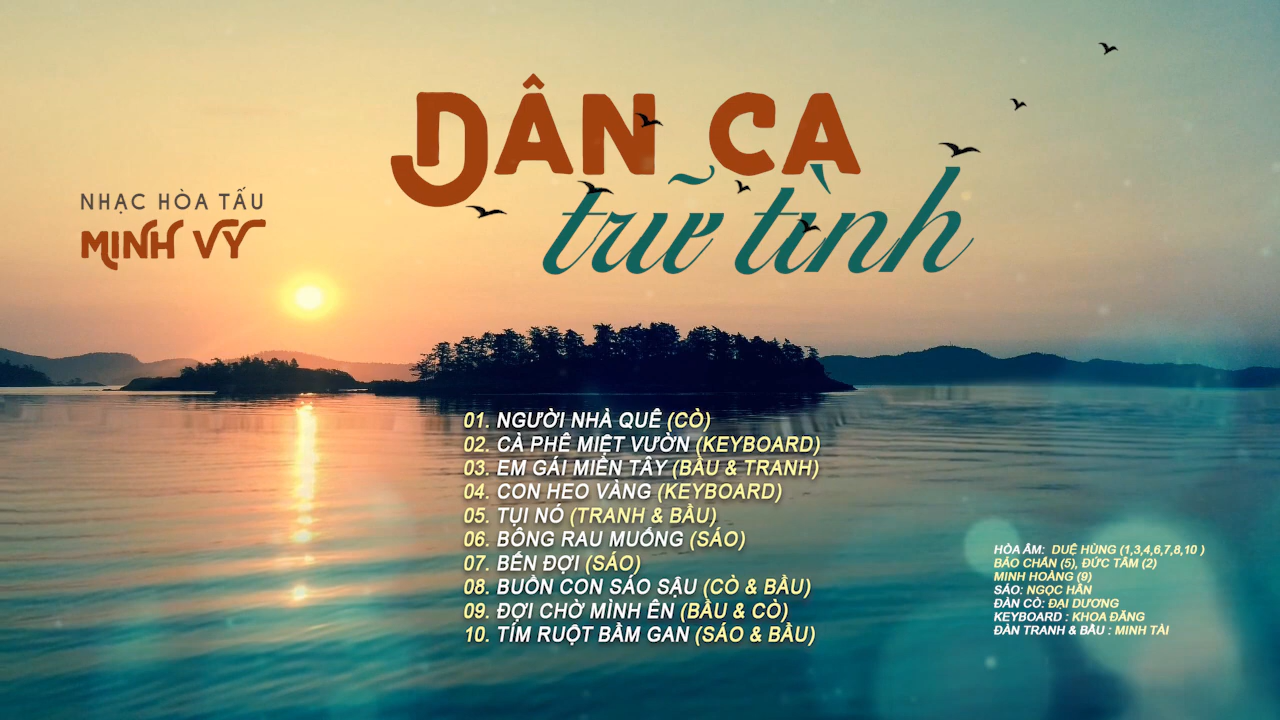 DÂN CA
trữ tình
NHẠC HÒA TẤU
MINH VY
01. NGƯỜI NHÀ QUÊ (CÒ)
02. CÀ PHÊ MIỆT VƯỜN (KEYBOARD)
03. EM GÁI MIỀN TÂY (BẦU & TRANH)
04. CON HEO VÀNG (KEYBOARD)
05. TỤI NÓ (TRANH & BẦU)
06. BÔNG RAU MUỐNG (SÁO)
07. BẾN ĐỢI (SÁO)
08. BUỒN CON SÁO SẬU (CÒ & BẦU)
09. ĐỢI CHỜ MÌNH ÊN (BẦU & CÒ)
10. TÍM RUỘT BẦM GAN (SÁO & BẦU)
HÒA ÂM: DUỆ HÙNG (1,3,4,6,7,8,10 )
BẢO CHẤN (5), ĐỨC TÂM (2)
MINH HOÀNG (9)
SÁO: NGỌC HÂN
ĐÀN CÒ: ĐẠI DƯƠNG
KEYBOARD : KHOA ĐĂNG
ĐÀN TRANH & BẦU : MINH TÀI